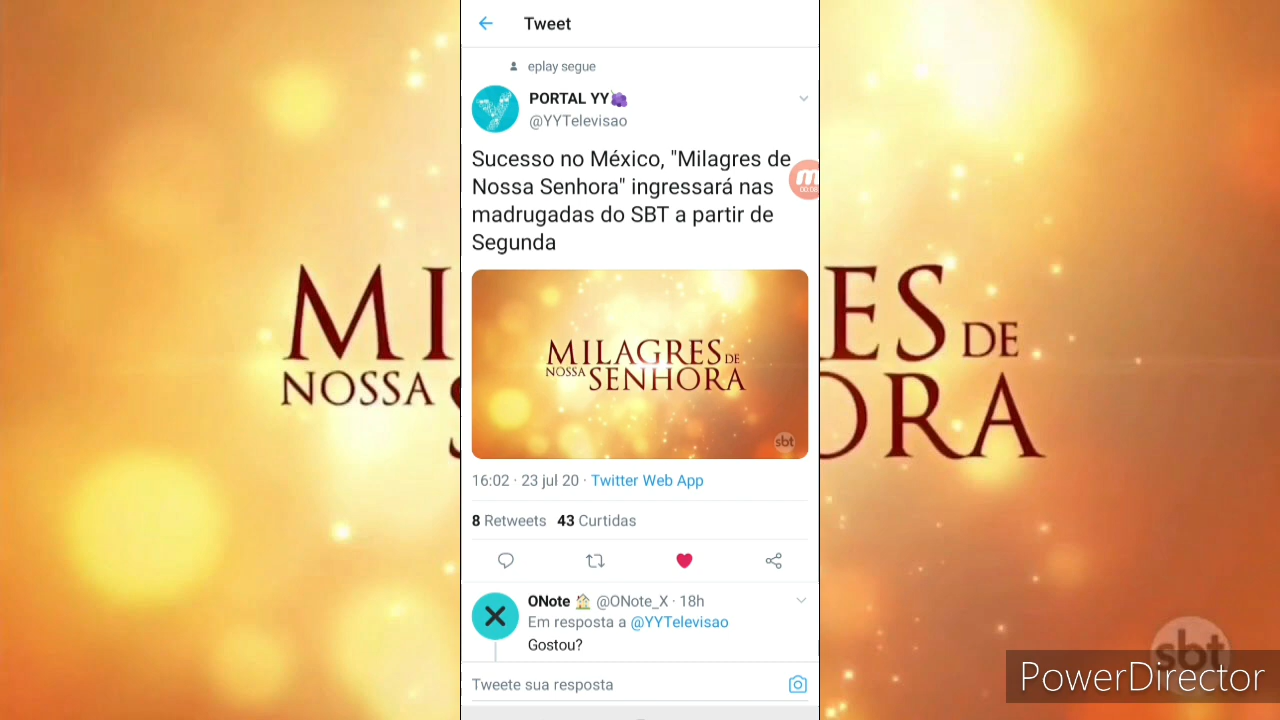 Tweet
eplay segue
PORTAL YY🍇
@YYTelevisao
Sucesso no México, "Milagres de
Nossa Senhora" ingressará nas
madrugadas do SBT a partir de
Segunda
00:08
MILAGRES DE
NOSSA SENHORA
sbt
16:02 · 23 jul 20 · Twitter Web App
8 Retweets 43 Curtidas
ONote 🏠 @ONote_X · 18h
Em resposta a @YYTelevisao
Gostou?
Tweete sua resposta
MI
ES DE
NOSSA
ORA
sbt
PowerDirector